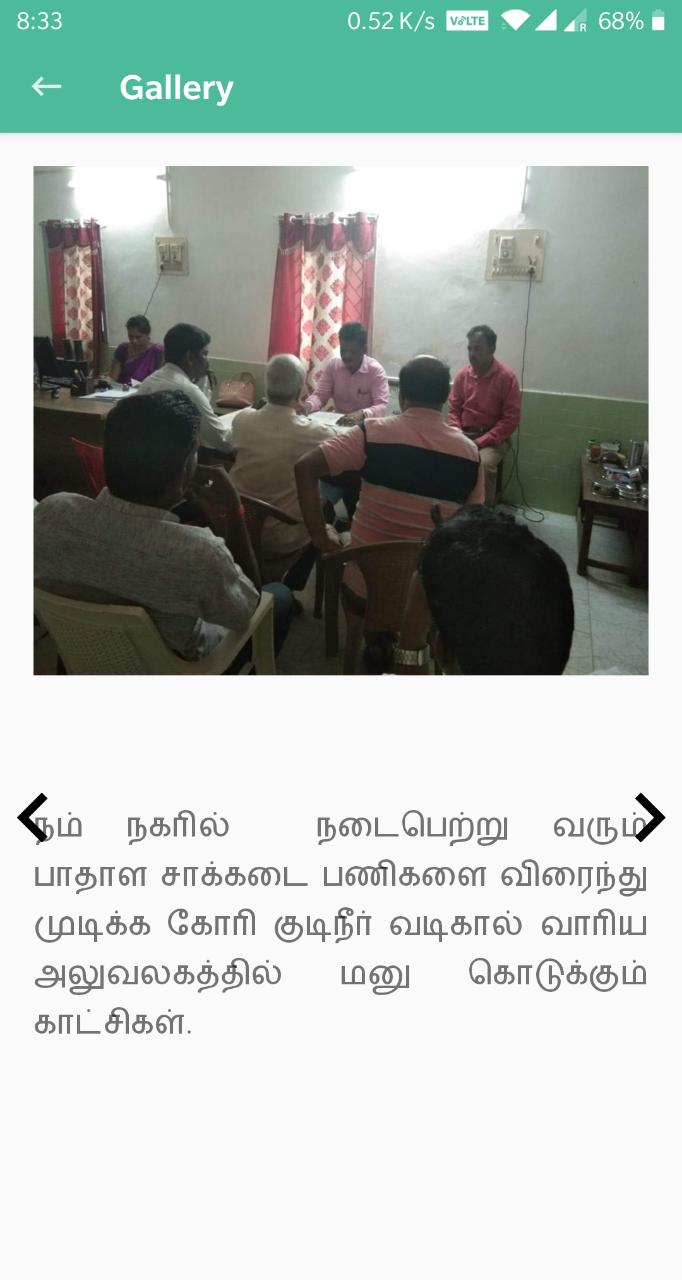 8:33 0.52 K/s VoLTE R 68%
Gallery
நம் நகரில் நடைபெற்று வரும்
பாதாள சாக்கடை பணிகளை விரைந்து
முடிக்க கோரி குடிநீர் வடிகால் வாரிய
அலுவலகத்தில் மனு கொடுக்கும்
காட்சிகள்.